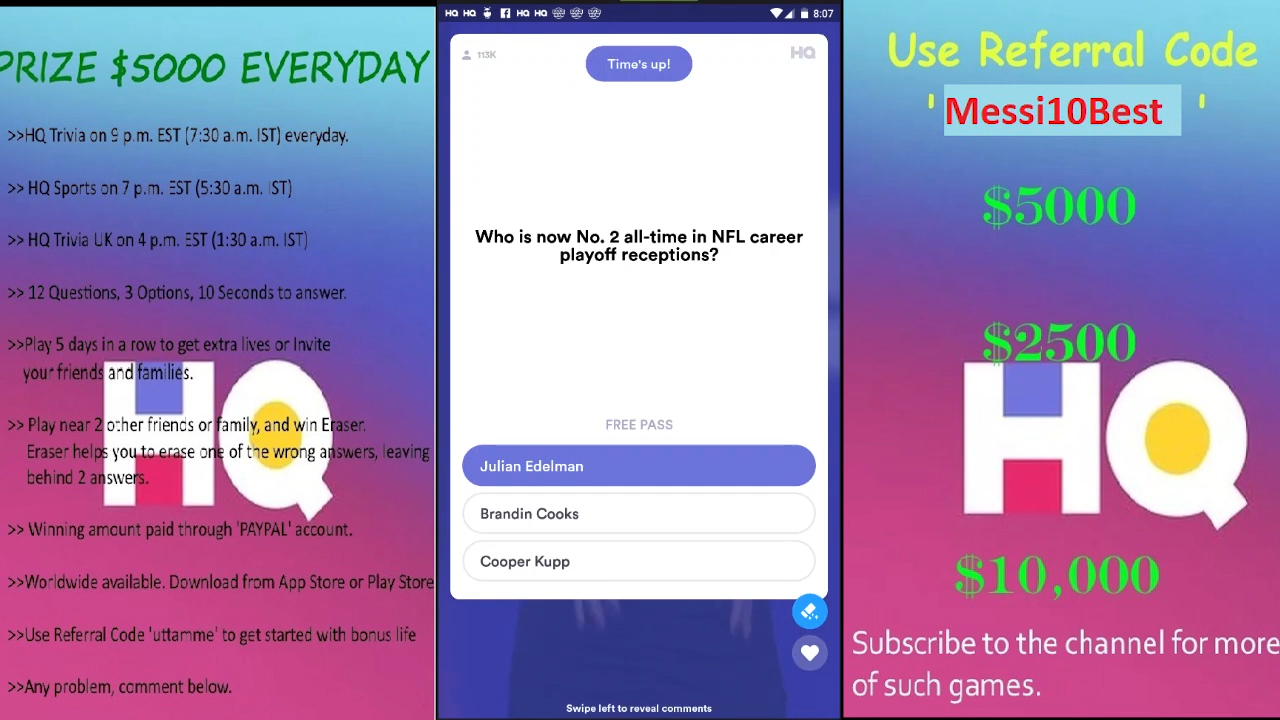 PRIZE $5000 EVERYDAY
>>HQ Trivia on 9 p.m. EST (7:30 a.m. IST) everyday.
>> HQ Sports on 7 p.m. EST (5:30 a.m. IST)
>> HQ Trivia UK on 4 p.m. EST (1:30 a.m. IST)
>> 12 Questions, 3 Options, 10 Seconds to answer.
>>Play 5 days in a row to get extra lives or Invite
your friends and families.
>> Play near 2 other friends or family, and win Eraser.
Eraser helps you to erase one of the wrong answers, leaving
behind 2 answers.
>> Winning amount paid through 'PAYPAL' account.
>>Worldwide available. Download from App Store or Play Store
>>Use Referral Code 'uttamme' to get started with bonus life
>>Any problem, comment below.
HQ
HQ HQ HQ HQ 8:07
113K
Time's up!
HQ
Who is now No. 2 all-time in NFL career
playoff receptions?
FREE PASS
Julian Edelman
Brandin Cooks
Cooper Kupp
Swipe left to reveal comments
Use Referral Code
' Messi10Best '
$5000
$2500
HQ
$10,000
Subscribe to the channel for more
of such games.